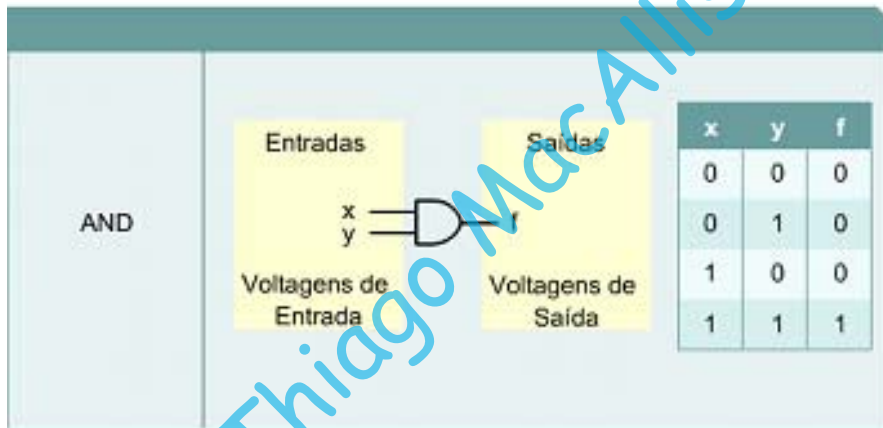 AND
Entradas
x
y
Voltagens de
Entrada
Saídas
f
Voltagens de
Saída
x y f
0 0 0
0 1 0
1 0 0
1 1 1
Thiago MacAllis